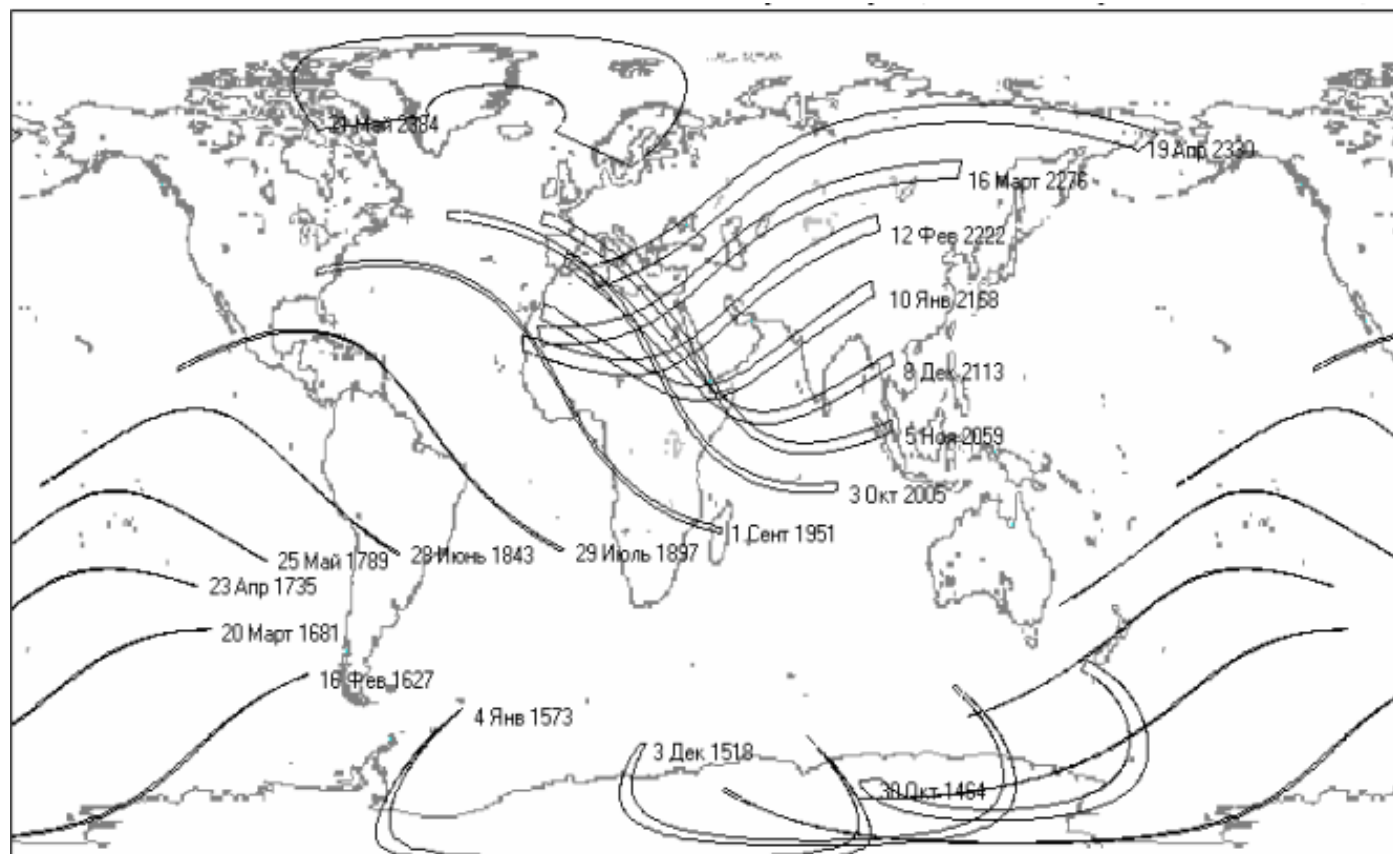 21 Май 2384
19 Апр 2330
16 Март 2276
12 Фев 2222
10 Янв 2168
8 Дек 2113
5 Ноя 2059
3 Окт 2005
1 Сент 1951
29 Июль 1897
28 Июнь 1843
25 Май 1789
23 Апр 1735
20 Март 1681
16 Фев 1627
4 Янв 1573
3 Дек 1518
30 Окт 1464